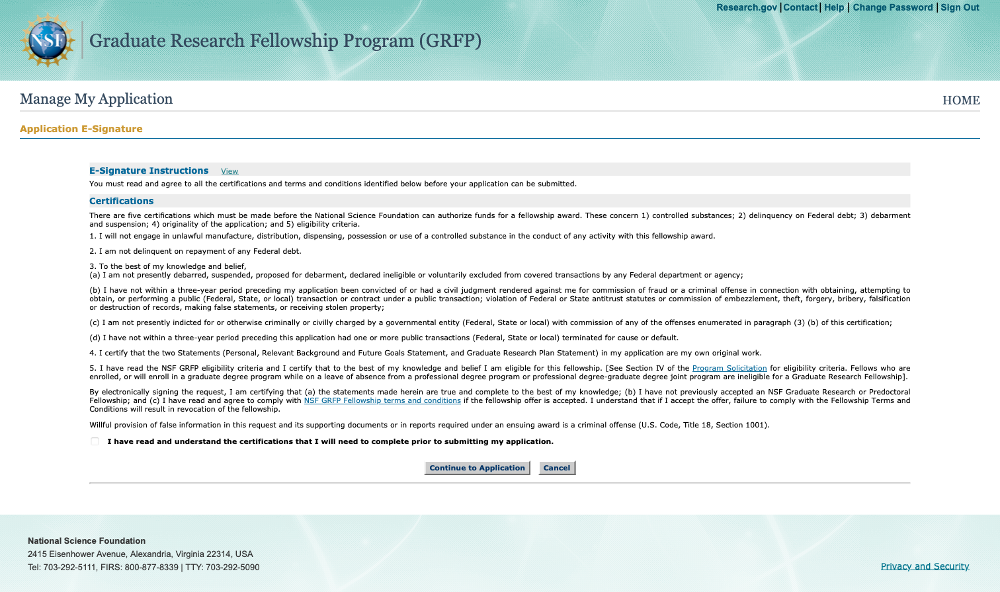 Research.gov | Contact | Help | Change Password | Sign Out
NSF
Graduate Research Fellowship Program (GRFP)
Manage My Application
HOME
Application E-Signature
E-Signature Instructions View
You must read and agree to all the certifications and terms and conditions identified below before your application can be submitted.
Certifications
There are five certifications which must be made before the National Science Foundation can authorize funds for a fellowship award. These concern 1) controlled substances; 2) delinquency on Federal debt; 3) debarment
and suspension; 4) originality of the application; and 5) eligibility criteria.
1. I will not engage in unlawful manufacture, distribution, dispensing, possession or use of a controlled substance in the conduct of any activity with this fellowship award.
2. I am not delinquent on repayment of any Federal debt.
3. To the best of my knowledge and belief,
(a) I am not presently debarred, suspended, proposed for debarment, declared ineligible or voluntarily excluded from covered transactions by any Federal department or agency;
(b) I have not within a three-year period preceding my application been convicted of or had a civil judgment rendered against me for commission of fraud or a criminal offense in connection with obtaining, attempting to
obtain, or performing a public (Federal, State, or local) transaction or contract under a public transaction; violation of Federal or State antitrust statutes or commission of embezzlement, theft, forgery, bribery, falsification
or destruction of records, making false statements, or receiving stolen property;
(c) I am not presently indicted for or otherwise criminally or civilly charged by a governmental entity (Federal, State or local) with commission of any of the offenses enumerated in paragraph (3) (b) of this certification;
(d) I have not within a three-year period preceding this application had one or more public transactions (Federal, State or local) terminated for cause or default.
4. I certify that the two Statements (Personal, Relevant Background and Future Goals Statement, and Graduate Research Plan Statement) in my application are my own original work.
5. I have read the NSF GRFP eligibility criteria and I certify that to the best of my knowledge and belief I am eligible for this fellowship. [See Section IV of the Program Solicitation for eligibility criteria. Fellows who are
enrolled, or will enroll in a graduate degree program while on a leave of absence from a professional degree program or professional degree-graduate degree joint program are ineligible for a Graduate Research Fellowship].
By electronically signing the request, I am certifying that (a) the statements made herein are true and complete to the best of my knowledge; (b) I have not previously accepted an NSF Graduate Research or Predoctoral
Fellowship; and (c) I have read and agree to comply with NSF GRFP Fellowship terms and conditions if the fellowship offer is accepted. I understand that if I accept the offer, failure to comply with the Fellowship Terms and
Conditions will result in revocation of the fellowship.
Willful provision of false information in this request and its supporting documents or in reports required under an ensuing award is a criminal offense (U.S. Code, Title 18, Section 1001).
I have read and understand the certifications that I will need to complete prior to submitting my application.
Continue to Application Cancel
National Science Foundation
2415 Eisenhower Avenue, Alexandria, Virginia 22314, USA
Tel: 703-292-5111, FIRS: 800-877-8339 | TTY: 703-292-5090
Privacy and Security